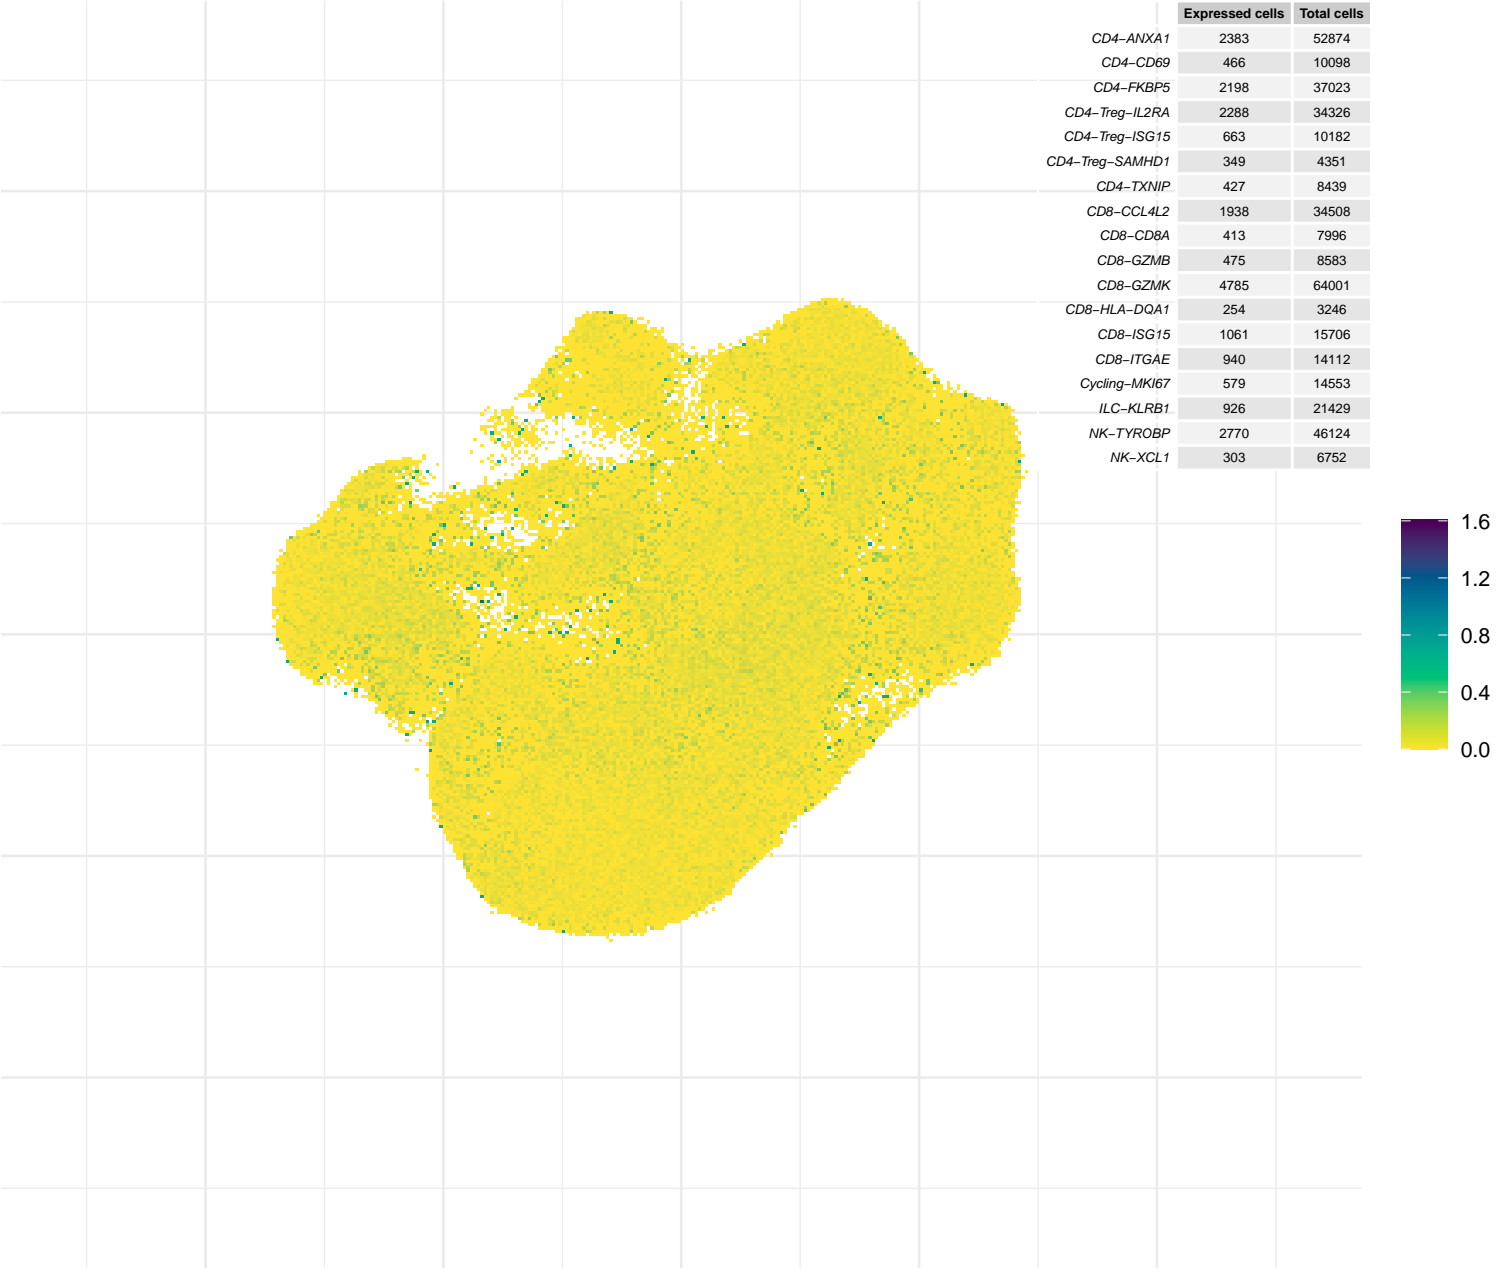 Expressed cells Total cells
CD4−ANXA1 2383 52874
CD4−CD69 466 10098
CD4−FKBP5 2198 37023
CD4−Treg−IL2RA 2288 34326
CD4−Treg−ISG15 663 10182
CD4−Treg−SAMHD1 349 4351
CD4−TXNIP 427 8439
CD8−CCL4L2 1938 34508
CD8−CD8A 413 7996
CD8−GZMB 475 8583
CD8−GZMK 4785 64001
CD8−HLA−DQA1 254 3246
CD8−ISG15 1061 15706
CD8−ITGAE 940 14112
Cycling−MKI67 579 14553
ILC−KLRB1 926 21429
NK−TYROBP 2770 46124
NK−XCL1 303 6752
1.6
1.2
0.8
0.4
0.0